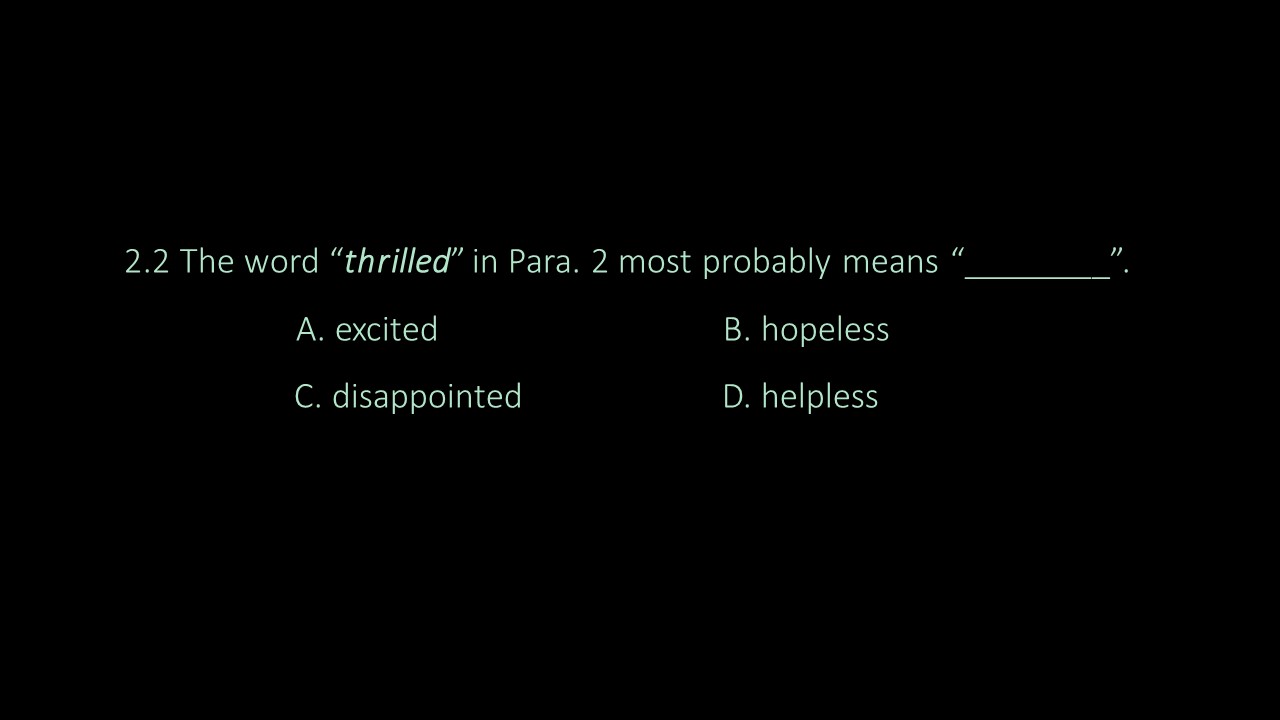 2.2 The word “thrilled” in Para. 2 most probably means “________”.
A. excited B. hopeless
C. disappointed D. helpless